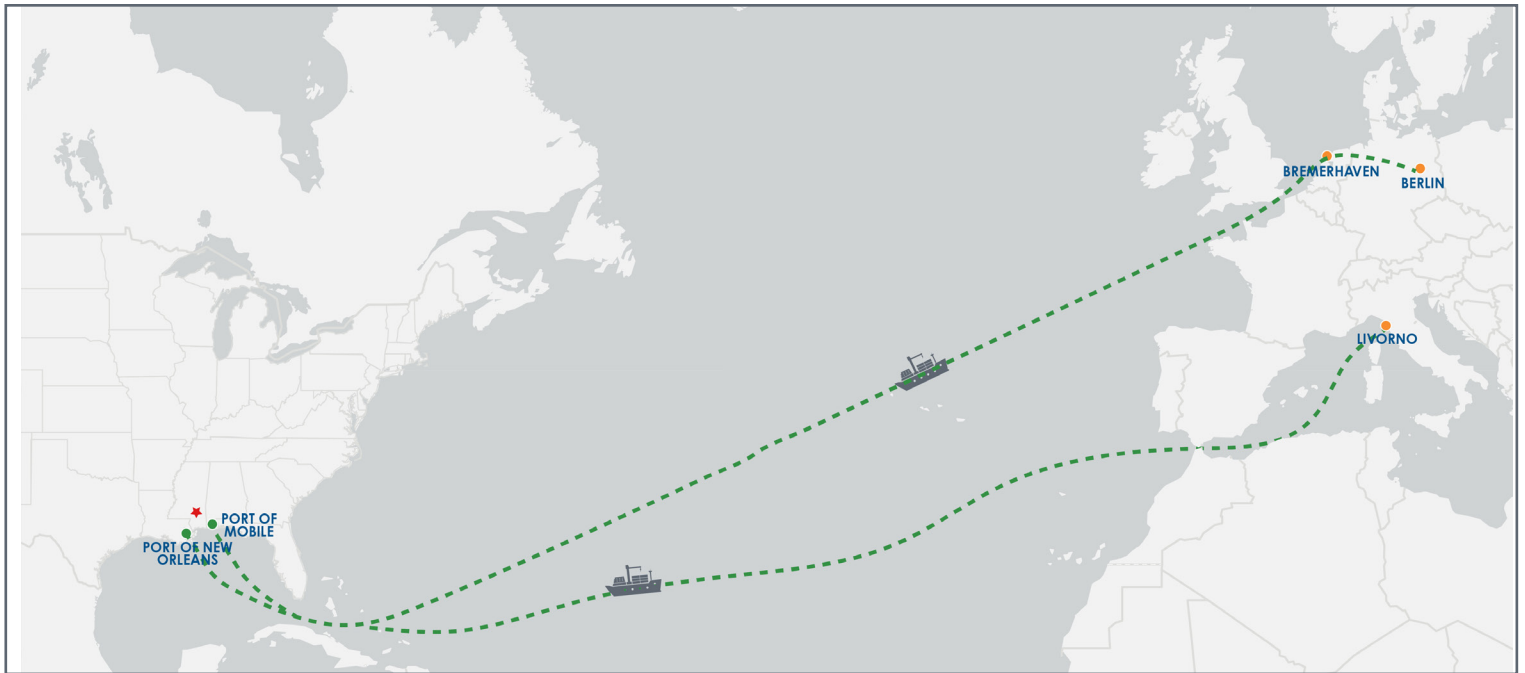 BREMERHAVEN
BERLIN
LIVORNO
PORT OF
MOBILE
PORT OF NEW
ORLEANS